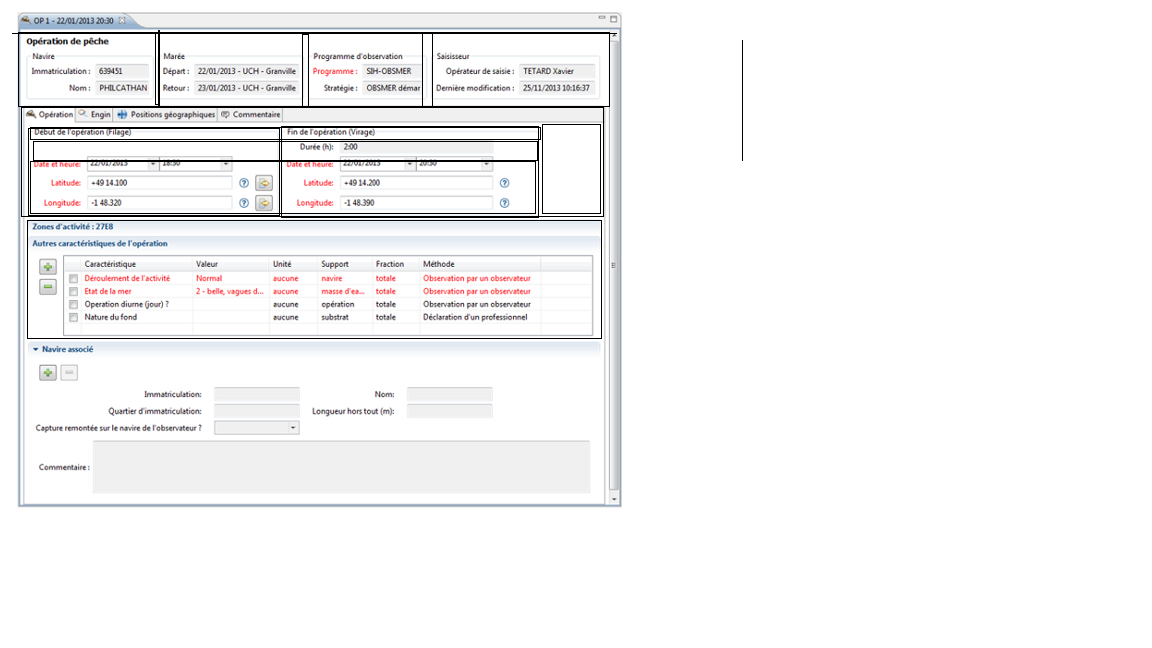 OP 1 - 22/01/2013 20:30
Opération de pêche
Navire Marée Programme d'observation Saisisseur
Immatriculation : 639451 Départ : 22/01/2013 - UCH - Granville Programme : SIH-OBSMER Opérateur de saisie : TETARD Xavier
Nom : PHILCATHAN Retour : 23/01/2013 - UCH - Granville Stratégie : OBSMER démar Dernière modification : 25/11/2013 10:16:37
Opération Engin Positions géographiques Commentaire
Début de l'opération (Filage) Fin de l'opération (Virage)
Durée (h): 2:00
Date et heure: 22/01/2013 18:30 Date et heure: 22/01/2013 20:30
Latitude: +49 14.100 Latitude: +49 14.200
Longitude: -1 48.320 Longitude: -1 48.390
Zones d'activité : 27E8
Autres caractéristiques de l'opération
Caractéristique Valeur Unité Support Fraction Méthode
Déroulement de l'activité Normal aucune navire totale Observation par un observateur
Etat de la mer 2 - belle, vagues d... aucune masse d'ea... totale Observation par un observateur
Operation diurne (jour) ? aucune opération totale Observation par un observateur
Nature du fond aucune substrat totale Déclaration d'un professionnel
Navire associé
Immatriculation: Nom:
Quartier d'immatriculation: Longueur hors tout (m):
Capture remontée sur le navire de l'observateur ?
Commentaire :